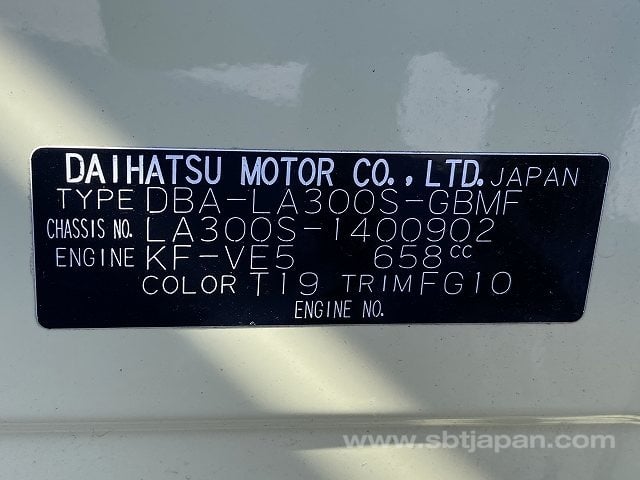 DAIHATSU MOTOR CO., LTD. JAPAN
TYPE DBA-LA300S-GBMF
CHASSIS NO. LA300S-1400902
ENGINE KF-VE5 658cc
COLOR T19 TRIM FG10
ENGINE NO.
www.sbtjapan.com